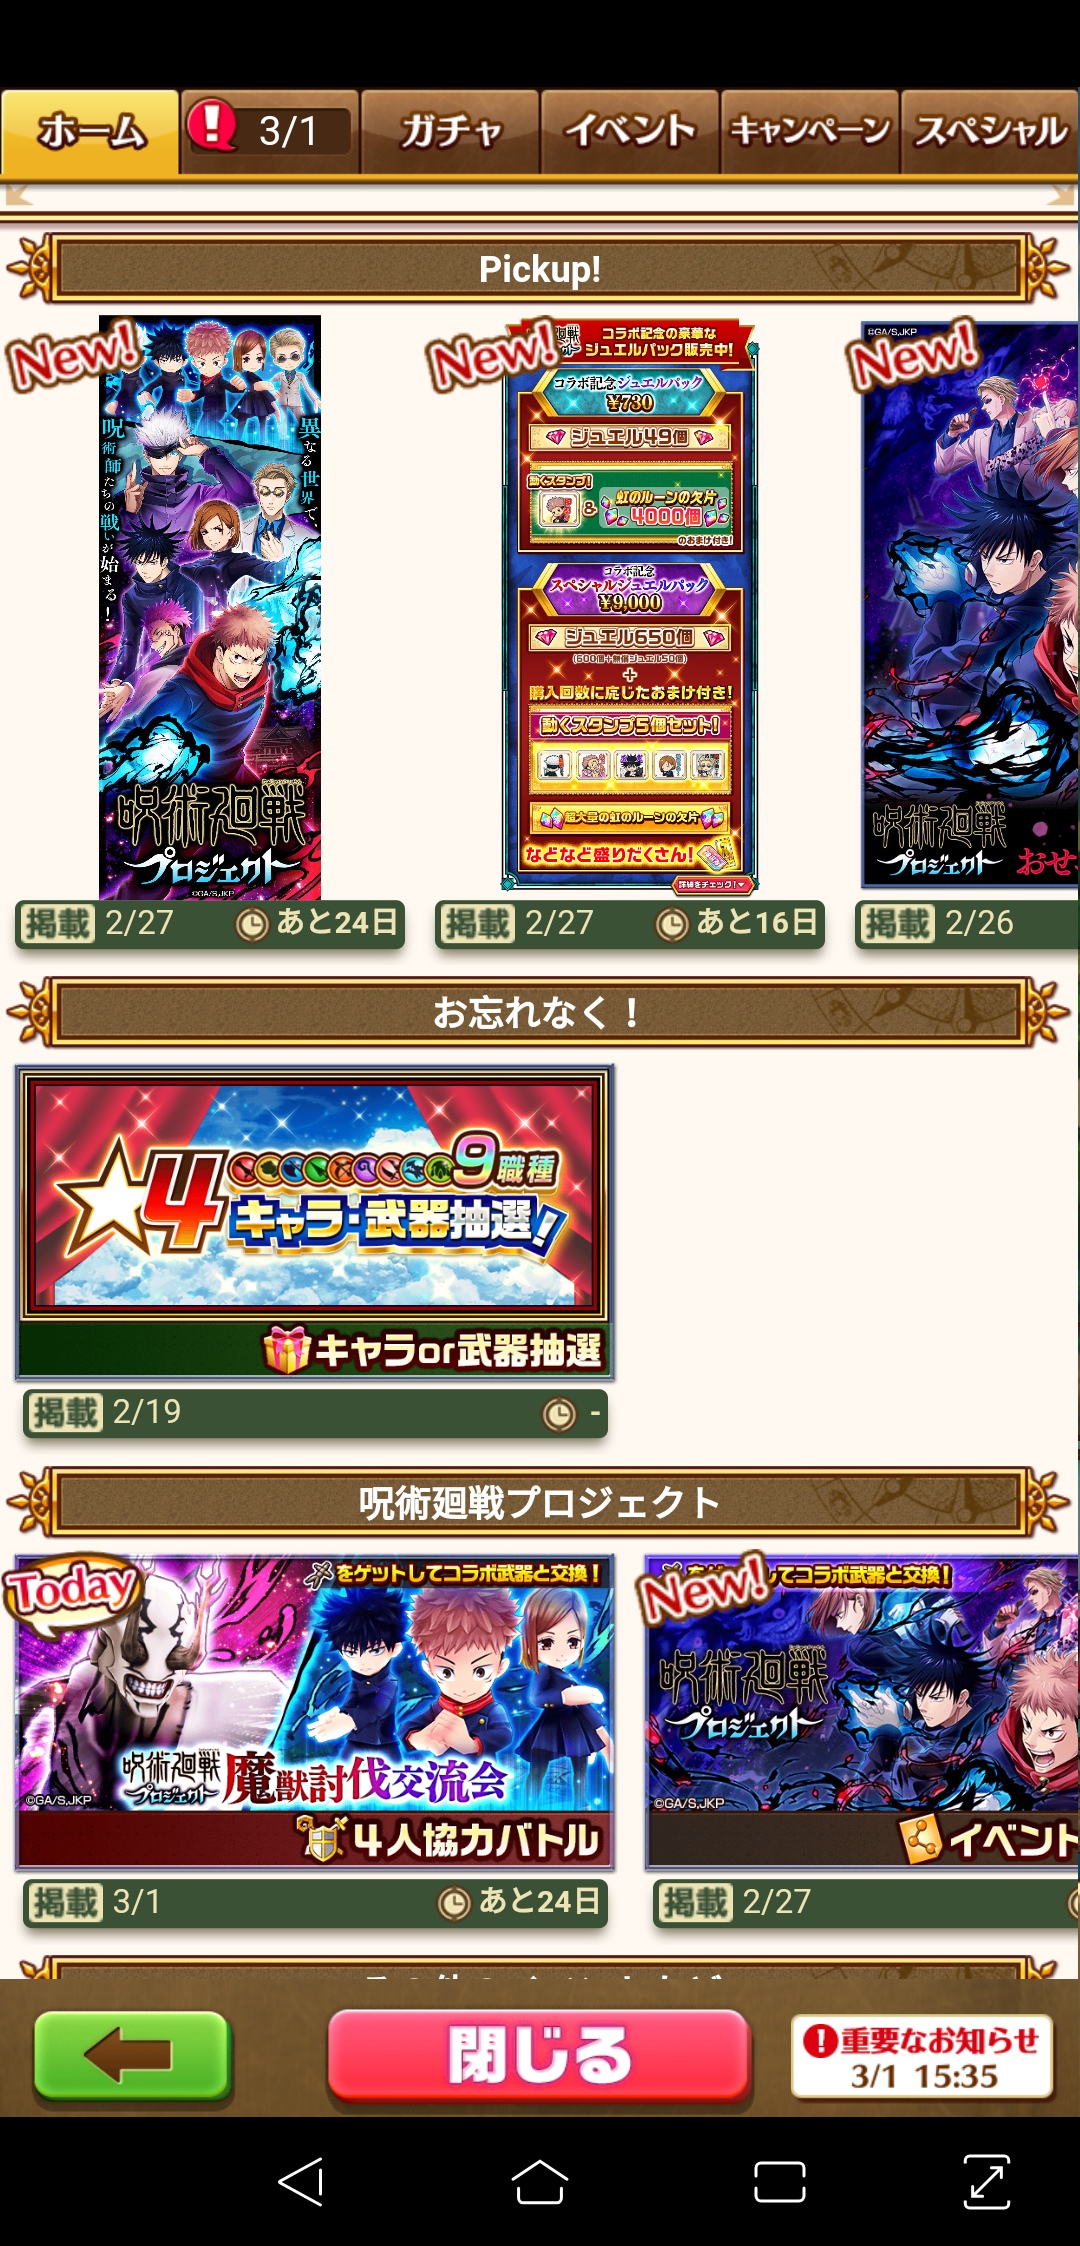 ホーム
3/1
ガチャ
イベント
キャンペーン
スペシャル
Pickup!
New!
異なる世界で、
呪術師たちの戦いが始まる！
呪術廻戦
プロジェクト
©GA/S,JKP
掲載 2/27 あと24日
New!
コラボ記念の豪華な
ジュエルパック販売中!
コラボ記念ジュエルパック
¥730
ジュエル49個
動くスタンプ!
&
虹のルーンの欠片
4000個
のおまけ付き!
コラボ記念
スペシャルジュエルパック
¥9,000
ジュエル650個
(600個+無償ジュエル50個)
+
購入回数に応じたおまけ付き!
動くスタンプ5個セット!
超大量の虹のルーンの欠片
などなど盛りだくさん!
詳細をチェック!
掲載 2/27 あと16日
New!
©GA/S,JKP
呪術廻戦
プロジェクト
おせ
掲載 2/26
お忘れなく！
☆4 9職種
キャラ・武器抽選!
キャラor武器抽選
掲載 2/19 -
呪術廻戦プロジェクト
Today
をゲットしてコラボ武器と交換！
呪術廻戦
プロジェクト
魔獣討伐交流会
©GA/S,JKP
4人協力バトル
掲載 3/1 あと24日
New!
してコラボ武器と交換！
呪術廻戦
プロジェクト
©GA/S,JKP
イベント
掲載 2/27
閉じる
重要なお知らせ
3/1 15:35